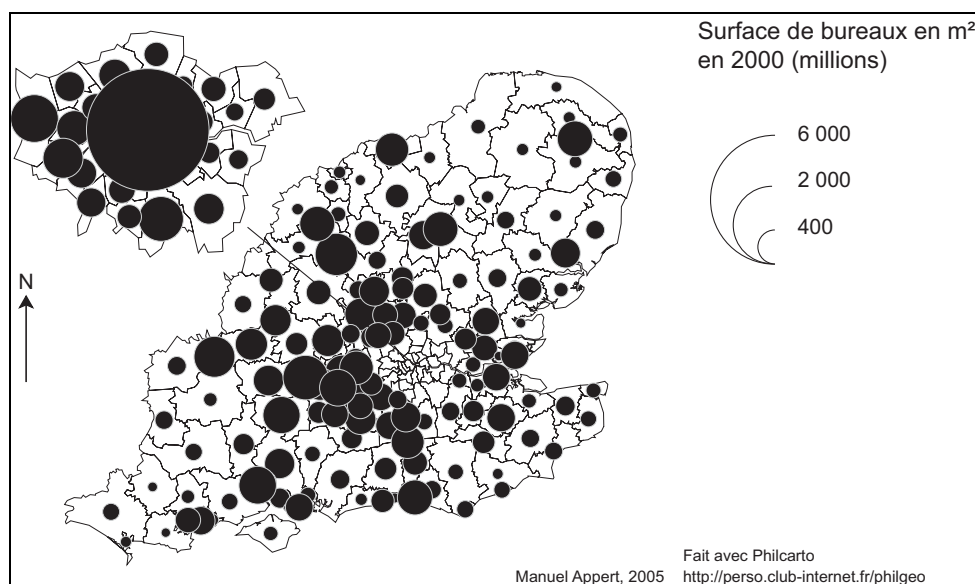 Surface de bureaux en m²
en 2000 (millions)
6 000
2 000
400
N
Fait avec Philcarto
Manuel Appert, 2005 http://perso.club-internet.fr/philgeo